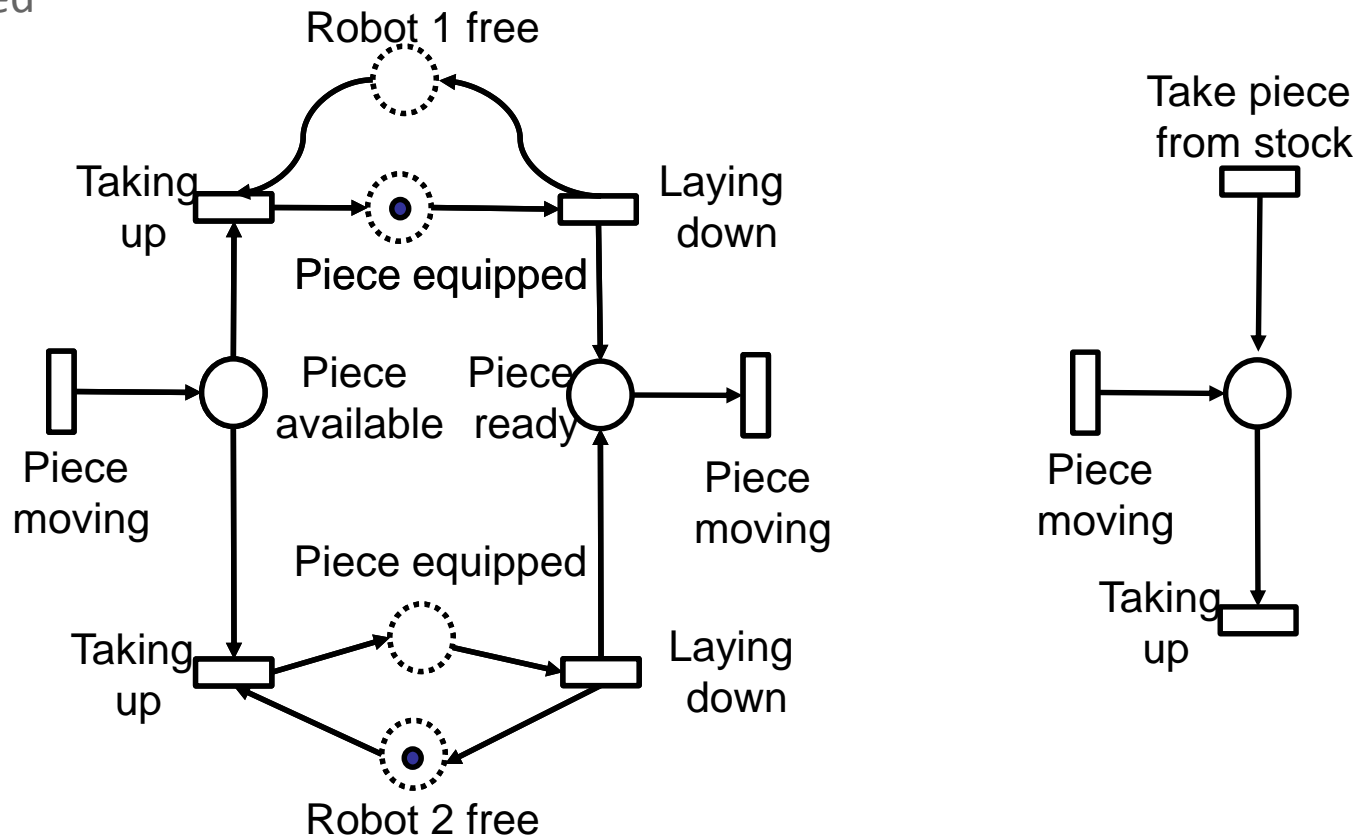 ed
Robot 1 free
Taking
up
Laying
down
Piece equipped
Piece
available
Piece
ready
Piece
moving
Piece
moving
Piece equipped
Taking
up
Laying
down
Robot 2 free
Take piece
from stock
Piece
moving
Taking
up